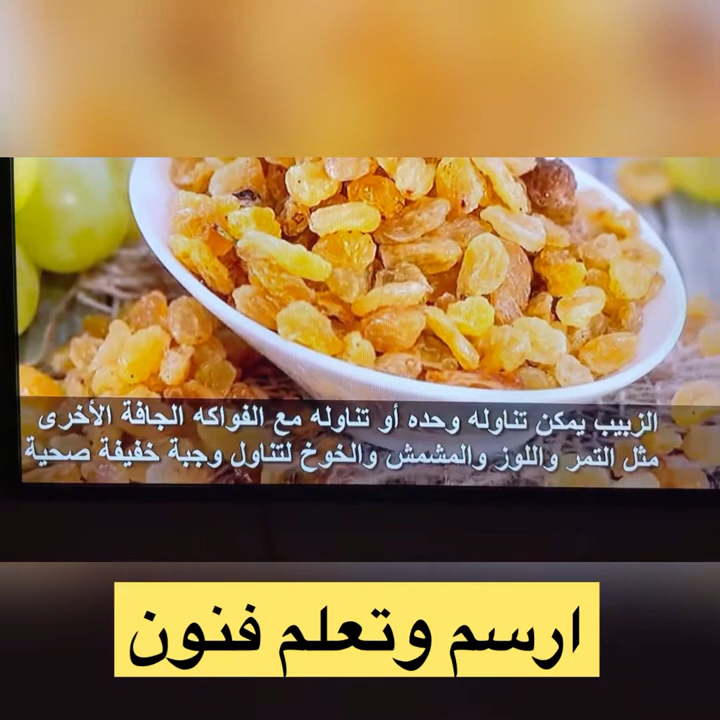 الزبيب يمكن تناوله وحده أو تناوله مع الفواكه الجافة الأخرى
مثل التمر واللوز والمشمش والخوخ لتناول وجبة خفيفة صحية
ارسم وتعلم فنون